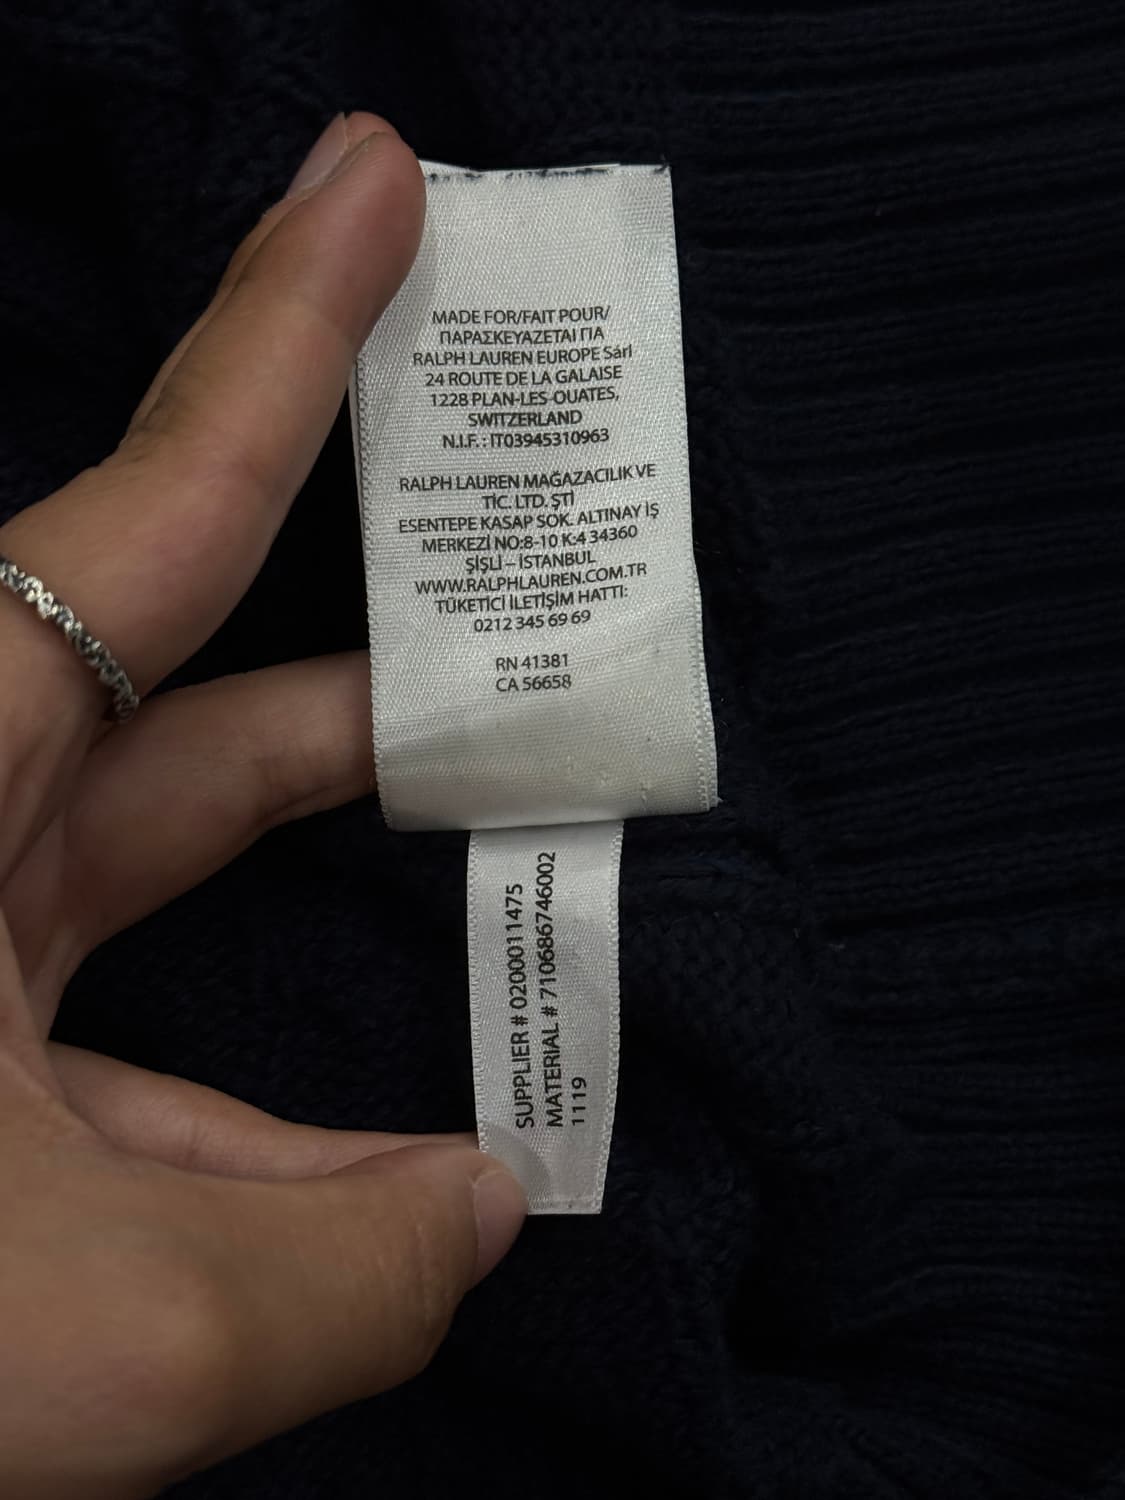 MADE FOR/FAIT POUR/
ΠΑΡΑΣΚΕΥΑΖΕΤΑΙ ΓΙΑ
RALPH LAUREN EUROPE Sárl
24 ROUTE DE LA GALAISE
1228 PLAN-LES-OUATES,
SWITZERLAND
N.I.F. : IT03945310963
RALPH LAUREN MAĞAZACILIK VE
TİC. LTD. ŞTİ
ESENTEPE KASAP SOK. ALTINAY İŞ
MERKEZİ NO:8-10 K:4 34360
ŞİŞLİ – İSTANBUL
WWW.RALPHLAUREN.COM.TR
TÜKETİCİ İLETİŞİM HATTI:
0212 345 69 69
RN 41381
CA 56658
SUPPLIER # 0200011475
MATERIAL # 710686746002
1119